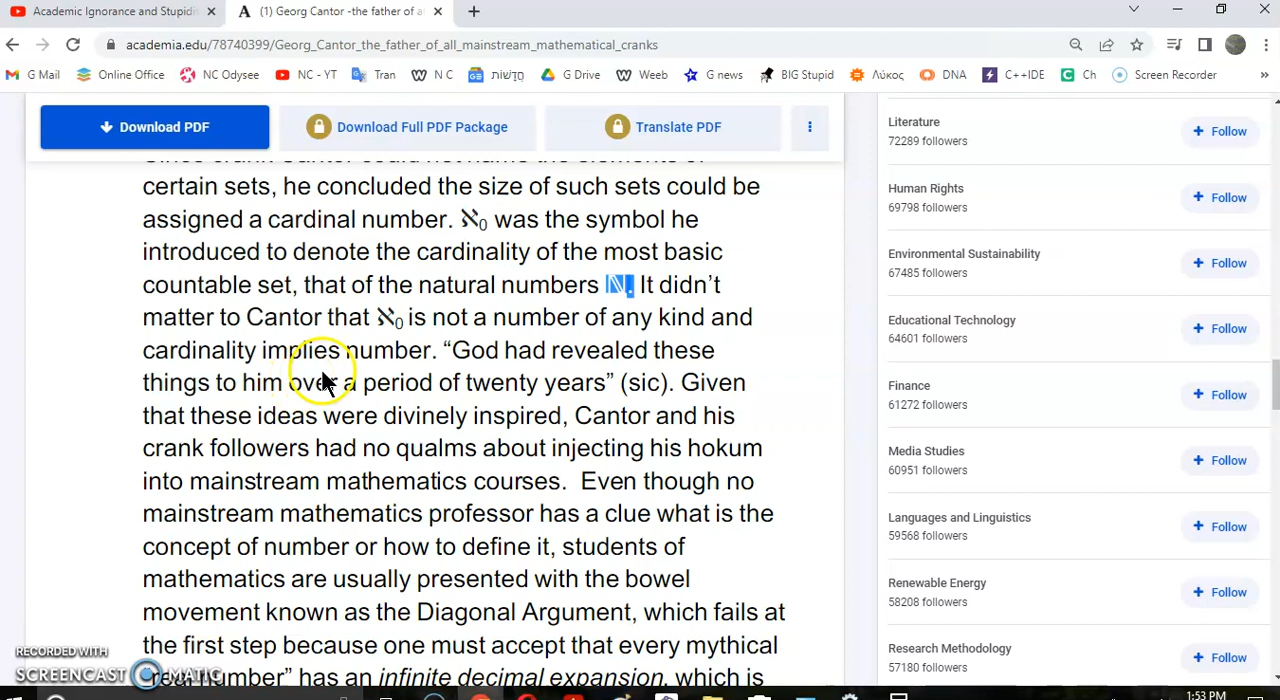 Academic Ignorance and Stupidi
(1) Georg Cantor -the father of a
academia.edu/78740399/Georg_Cantor_the_father_of_all_mainstream_mathematical_cranks
G Mail
Online Office
NC Odysee
NC - YT
Tran
N C
חֲדָשׁוֹת
G Drive
Weeb
G news
BIG Stupid
Λύκος
DNA
C++IDE
Ch
Screen Recorder
»
Download PDF
Download Full PDF Package
Translate PDF
Since crank Cantor could not name the elements of
certain sets, he concluded the size of such sets could be
assigned a cardinal number. ℵ0 was the symbol he
introduced to denote the cardinality of the most basic
countable set, that of the natural numbers ℕ. It didn’t
matter to Cantor that ℵ0 is not a number of any kind and
cardinality implies number. “God had revealed these
things to him over a period of twenty years” (sic). Given
that these ideas were divinely inspired, Cantor and his
crank followers had no qualms about injecting his hokum
into mainstream mathematics courses.  Even though no
mainstream mathematics professor has a clue what is the
concept of number or how to define it, students of
mathematics are usually presented with the bowel
movement known as the Diagonal Argument, which fails at
the first step because one must accept that every mythical
“real number” has an infinite decimal expansion, which is
Literature
72289 followers
+ Follow
Human Rights
69798 followers
+ Follow
Environmental Sustainability
67485 followers
+ Follow
Educational Technology
64601 followers
+ Follow
Finance
61272 followers
+ Follow
Media Studies
60951 followers
+ Follow
Languages and Linguistics
59568 followers
+ Follow
Renewable Energy
58208 followers
+ Follow
Research Methodology
57180 followers
+ Follow
RECORDED WITH
SCREENCAST MATIC
1:53 PM